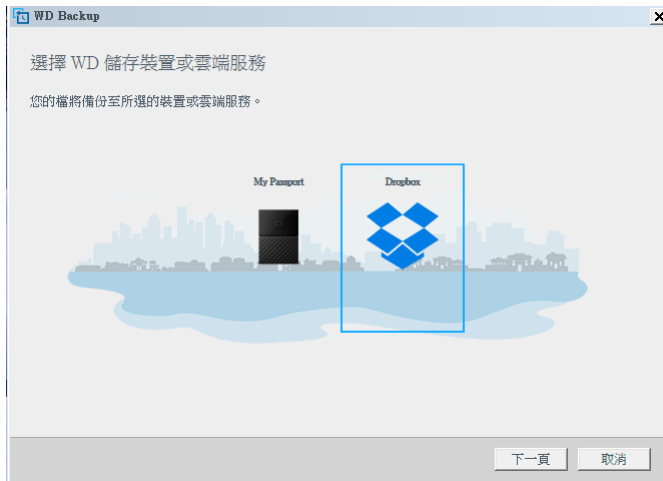 WD Backup
選擇 WD 儲存裝置或雲端服務
您的檔將備份至所選的裝置或雲端服務。
My Passport
Dropbox
下一頁
取消